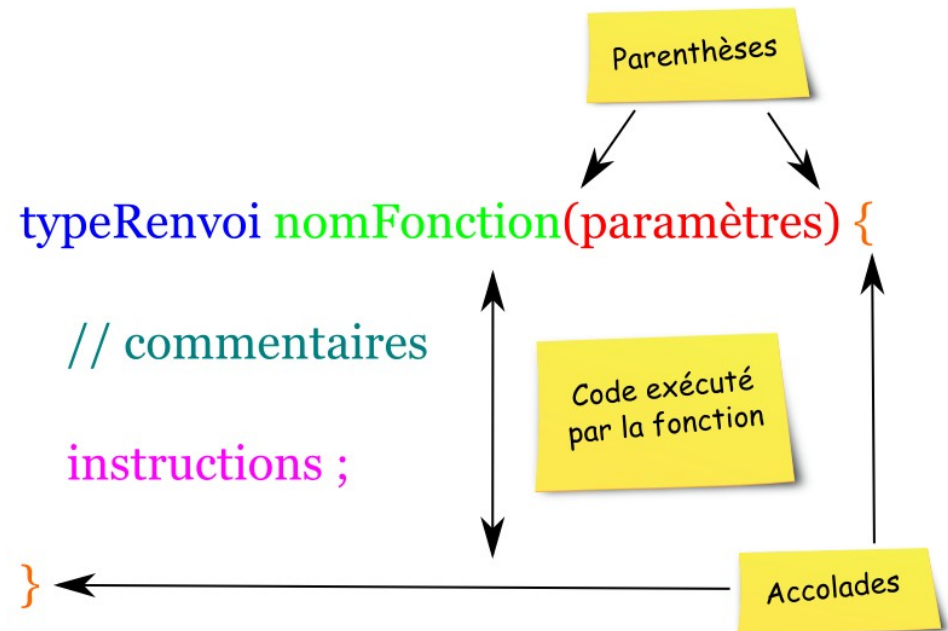 Parenthèses
typeRenvoi nomFonction(paramètres) {
// commentaires
Code exécuté
par la fonction
instructions ;
}
Accolades